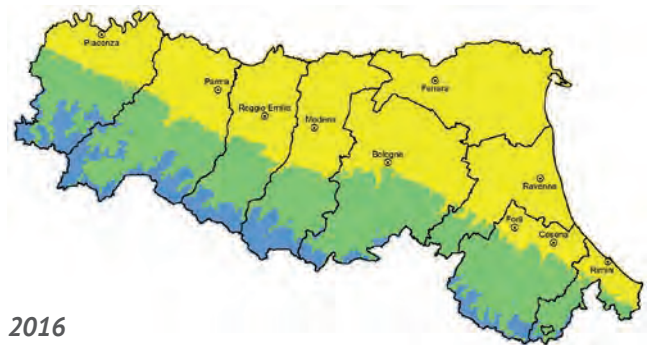 Piacenza
Parma
Reggio Emilia
Modena
Ferrara
Bologna
Ravenna
Forlì
Cesena
Rimini
2016